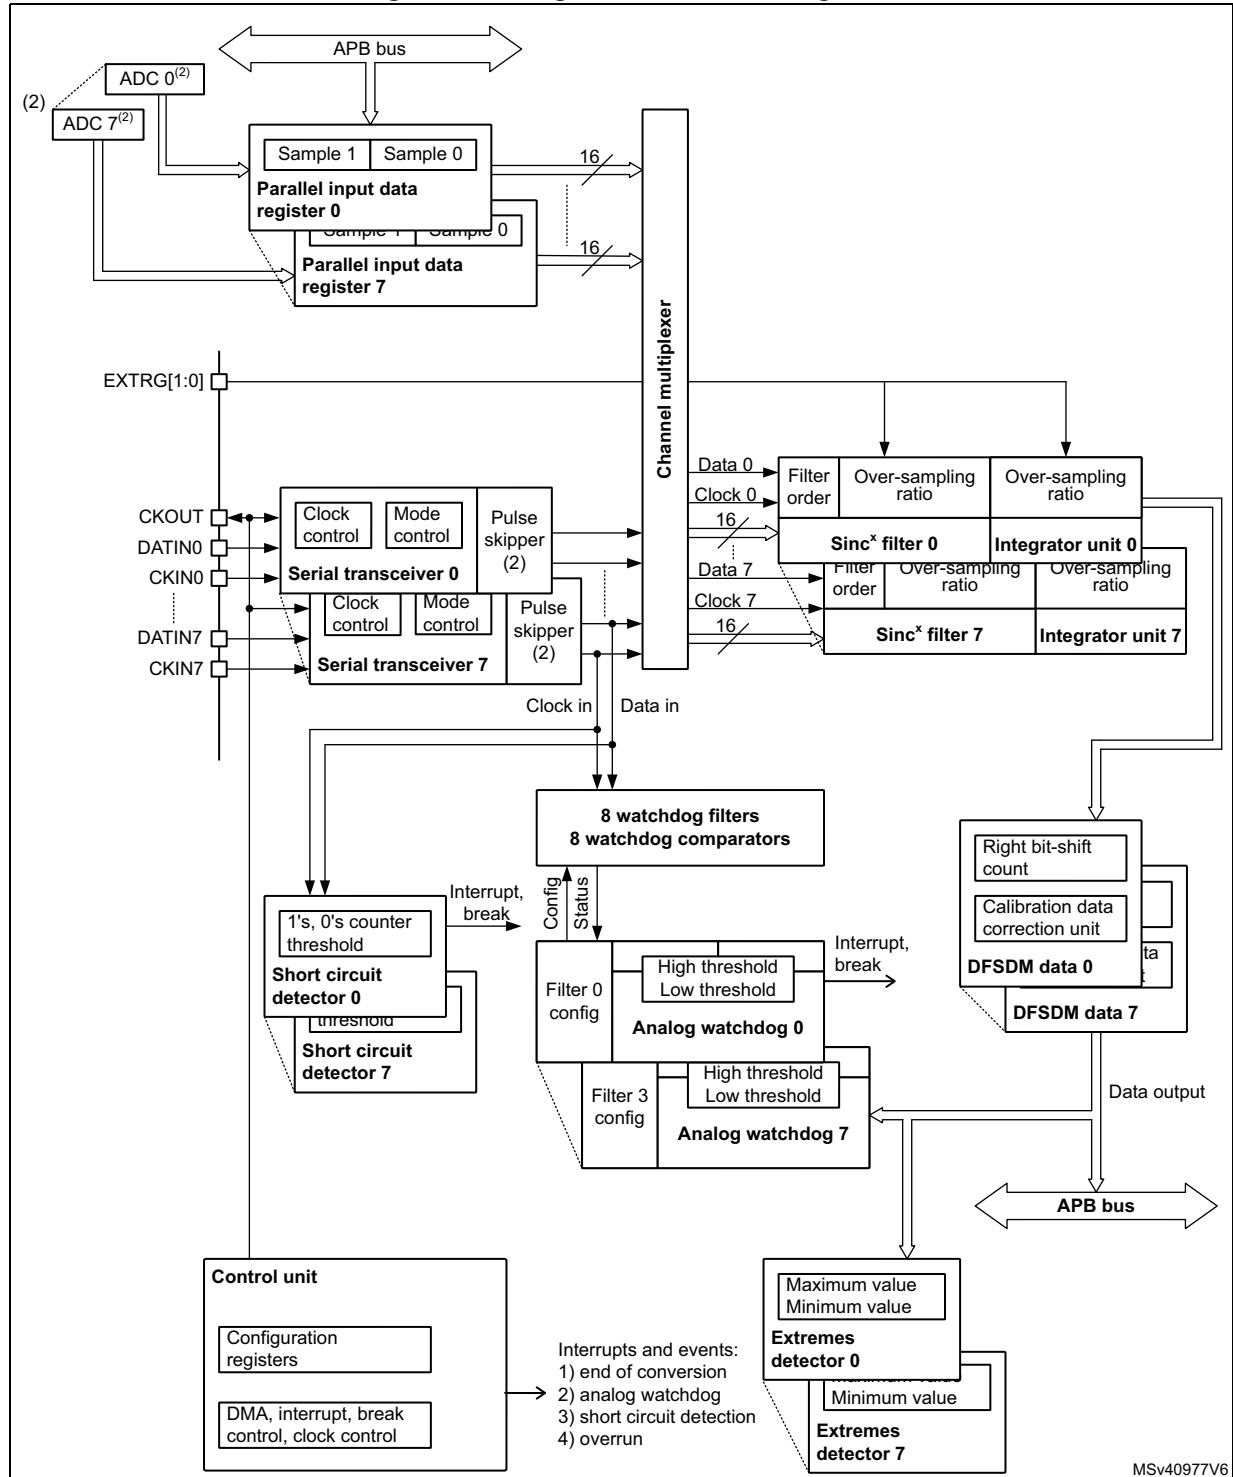 APB bus
ADC 0(2)
(2)
ADC 7(2)
Sample 1
Sample 0
16
Parallel input data
register 0
Sample 1
Sample 0
16
Parallel input data
register 7
Channel multiplexer
EXTRG[1:0]
Data 0
Filter
order
Over-sampling
ratio
Over-sampling
ratio
Clock 0
16
Sincx filter 0
Integrator unit 0
CKOUT
DATIN0
CKIN0
DATIN7
CKIN7
Clock
control
Mode
control
Pulse
skipper
(2)
Serial transceiver 0
Clock
control
Mode
control
Pulse
skipper
(2)
Serial transceiver 7
Data 7
Filter
order
Over-sampling
ratio
Over-sampling
ratio
Clock 7
16
Sincx filter 7
Integrator unit 7
Clock in
Data in
8 watchdog filters
8 watchdog comparators
Right bit-shift
count
Calibration data
correction unit
DFSDM data 0
DFSDM data 7
Config
Status
Interrupt,
break
1's, 0's counter
threshold
Short circuit
detector 0
threshold
Short circuit
detector 7
Filter 0
config
High threshold
Low threshold
Analog watchdog 0
Interrupt,
break
Filter 3
config
High threshold
Low threshold
Analog watchdog 7
Data output
APB bus
Control unit
Configuration
registers
DMA, interrupt, break
control, clock control
Interrupts and events:
1) end of conversion
2) analog watchdog
3) short circuit detection
4) overrun
Maximum value
Minimum value
Extremes
detector 0
Minimum value
Extremes
detector 7
MSv40977V6